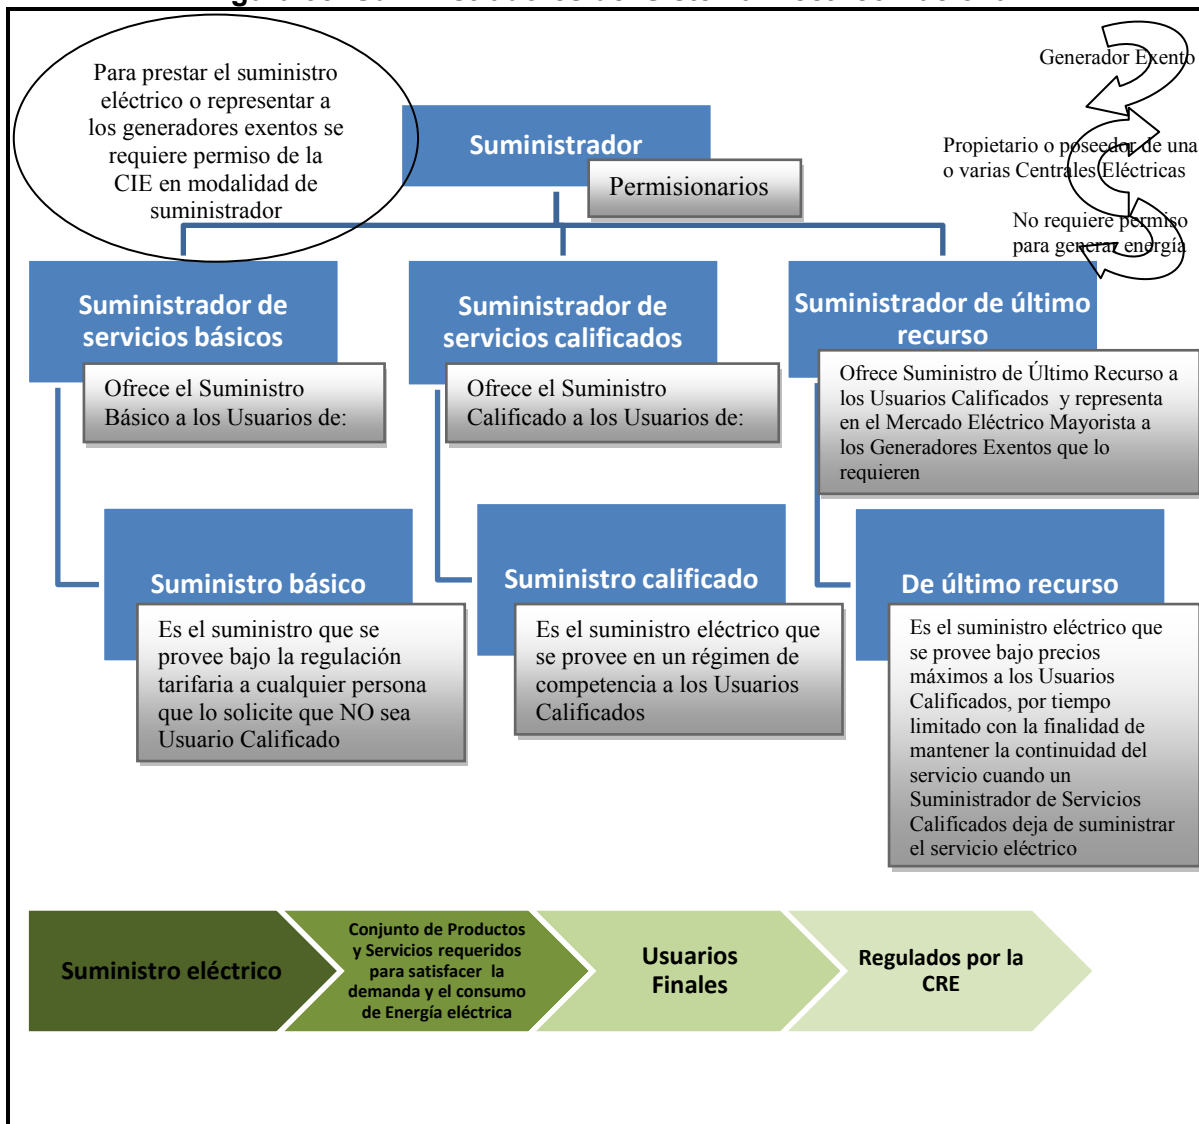 Para prestar el suministro
eléctrico o representar a
los generadores exentos se
requiere permiso de la
CIE en modalidad de
suministrador
Suministrador
Permisionarios
Generador Exento
Propietario o poseedor de una
o varias Centrales Eléctricas
No requiere permiso
para generar energía
Suministrador de
servicios básicos
Ofrece el Suministro
Básico a los Usuarios de:
Suministrador de
servicios calificados
Ofrece el Suministro
Calificado a los Usuarios de:
Suministrador de último
recurso
Ofrece Suministro de Último Recurso a
los Usuarios Calificados y representa
en el Mercado Eléctrico Mayorista a
los Generadores Exentos que lo
requieren
Suministro básico
Es el suministro que se
provee bajo la regulación
tarifaria a cualquier persona
que lo solicite que NO sea
Usuario Calificado
Suministro calificado
Es el suministro eléctrico que
se provee en un régimen de
competencia a los Usuarios
Calificados
De último recurso
Es el suministro eléctrico que
se provee bajo precios
máximos a los Usuarios
Calificados, por tiempo
limitado con la finalidad de
mantener la continuidad del
servicio cuando un
Suministrador de Servicios
Calificados deja de suministrar
el servicio eléctrico
Suministro eléctrico
Conjunto de Productos
y Servicios requeridos
para satisfacer la
demanda y el consumo
de Energía eléctrica
Usuarios
Finales
Regulados por la
CRE